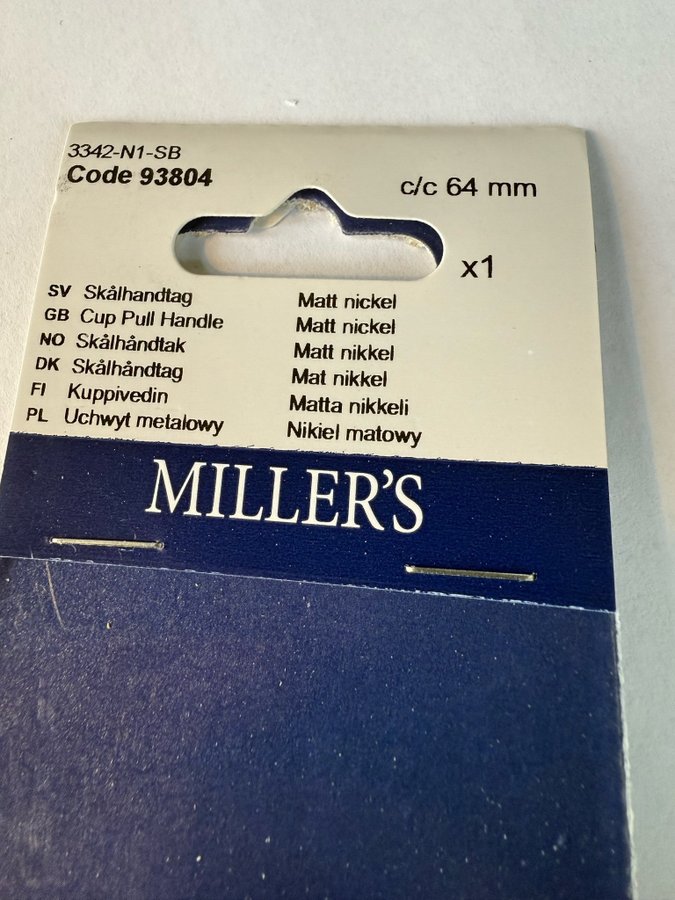 3342-N1-SB
Code 93804
c/c 64 mm
x1
SV Skålhandtag Matt nickel
GB Cup Pull Handle Matt nickel
NO Skålhåndtak Matt nikkel
DK Skålhåndtag Mat nikkel
FI Kuppivedin Matta nikkeli
PL Uchwyt metalowy Nikiel matowy
MILLER'S